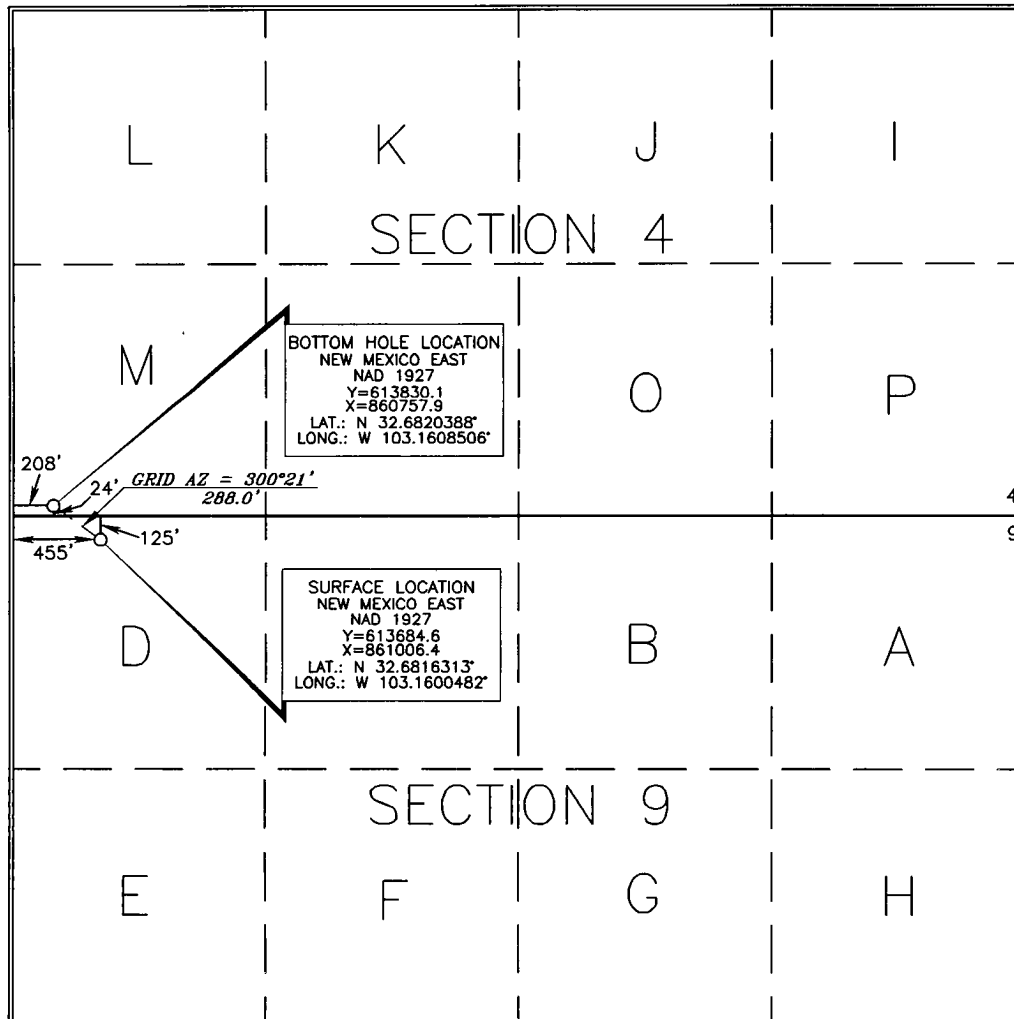 L K J I
SECTION 4
M O P
BOTTOM HOLE LOCATION
NEW MEXICO EAST
NAD 1927
Y=613830.1
X=860757.9
LAT.: N 32.6820388°
LONG.: W 103.1608506°
208'
24'
GRID AZ = 300°21'
288.0'
4
9
125'
455'
SURFACE LOCATION
NEW MEXICO EAST
NAD 1927
Y=613684.6
X=861006.4
LAT.: N 32.6816313°
LONG.: W 103.1600482°
D B A
SECTION 9
E F G H